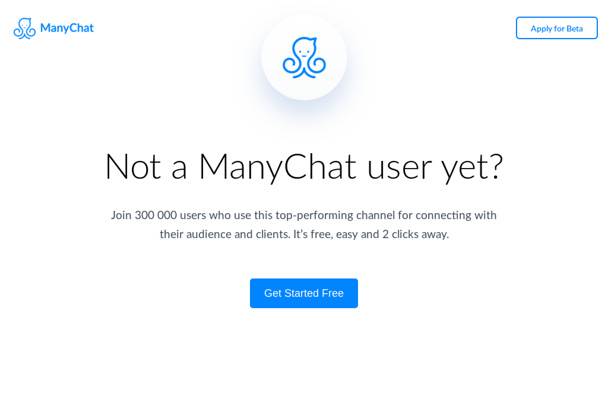 ManyChat
Apply for Beta
Not a ManyChat user yet?
Join 300 000 users who use this top-performing channel for connecting with
their audience and clients. It's free, easy and 2 clicks away.
Get Started Free